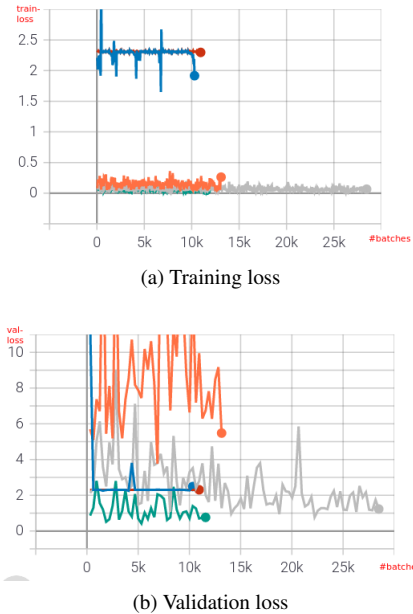 train-
loss
2.5
2
1.5
1
0.5
0
0 5k 10k 15k 20k 25k #batches
(a) Training loss
val-
loss
10
8
6
4
2
0
0 5k 10k 15k 20k 25k #batche
(b) Validation loss